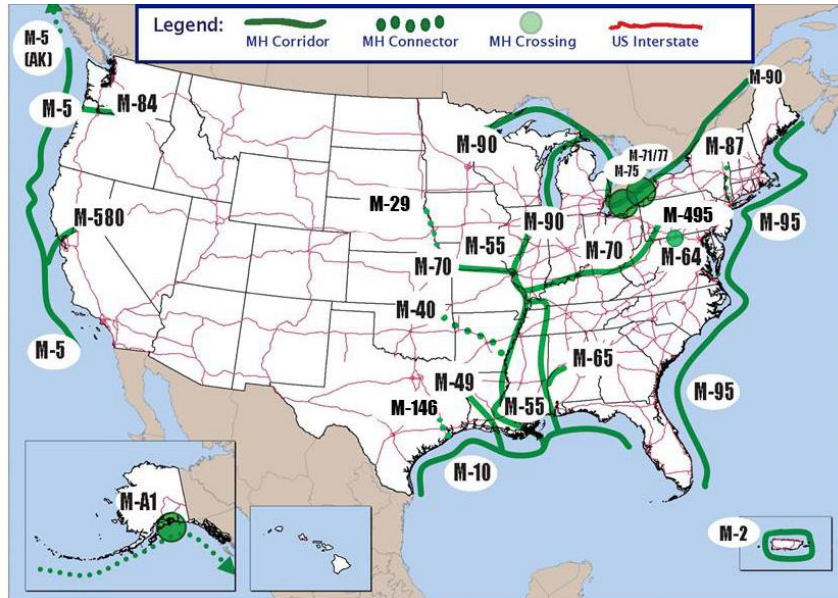 Legend:
MH Corridor
MH Connector
MH Crossing
US Interstate
M-5
(AK)
M-90
M-5
M-84
M-90
M-71/77
M-75
M-87
M-29
M-580
M-55
M-90
M-70
M-495
M-95
M-70
M-64
M-40
M-5
M-49
M-65
M-146
M-55
M-95
M-10
M-A1
M-2